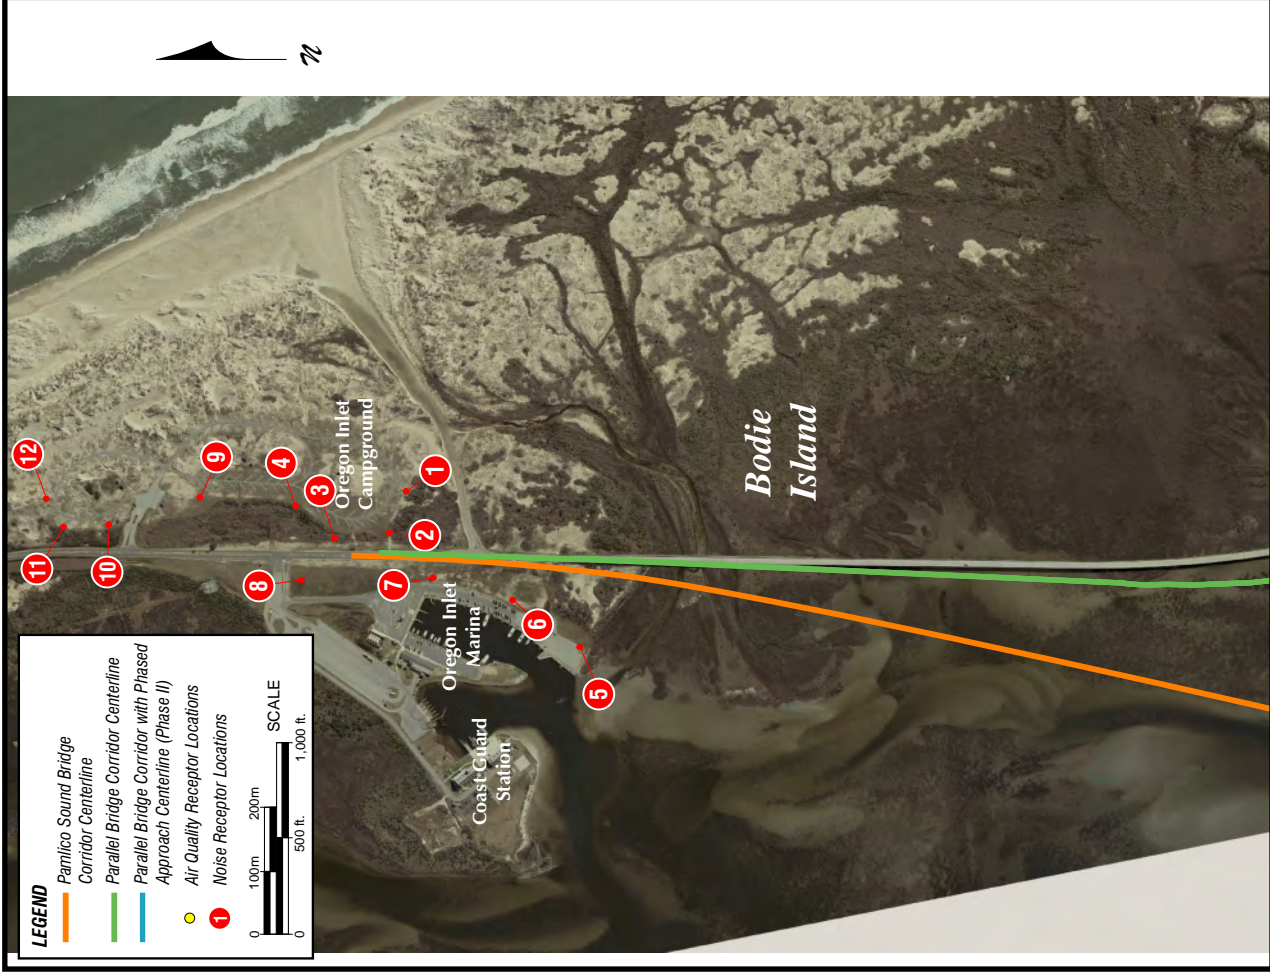 n
12
11
10
9
4
3
8
1
2
7
6
5
Oregon Inlet
Campground
Oregon Inlet
Marina
Coast Guard
Station
Bodie
Island
LEGEND
Pamlico Sound Bridge
Corridor Centerline
Parallel Bridge Corridor Centerline
Parallel Bridge Corridor with Phased
Approach Centerline (Phase II)
Air Quality Receptor Locations
1 Noise Receptor Locations
SCALE
0 100m 200m
0 500 ft. 1,000 ft.